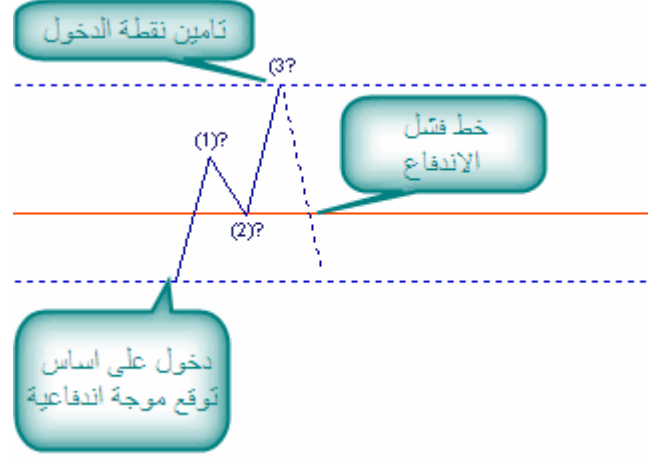 تامين نقطة الدخول
(3?
(1)?
خط فشل
الاندفاع
(2)?
دخول على اساس
توقع موجة اندفاعية